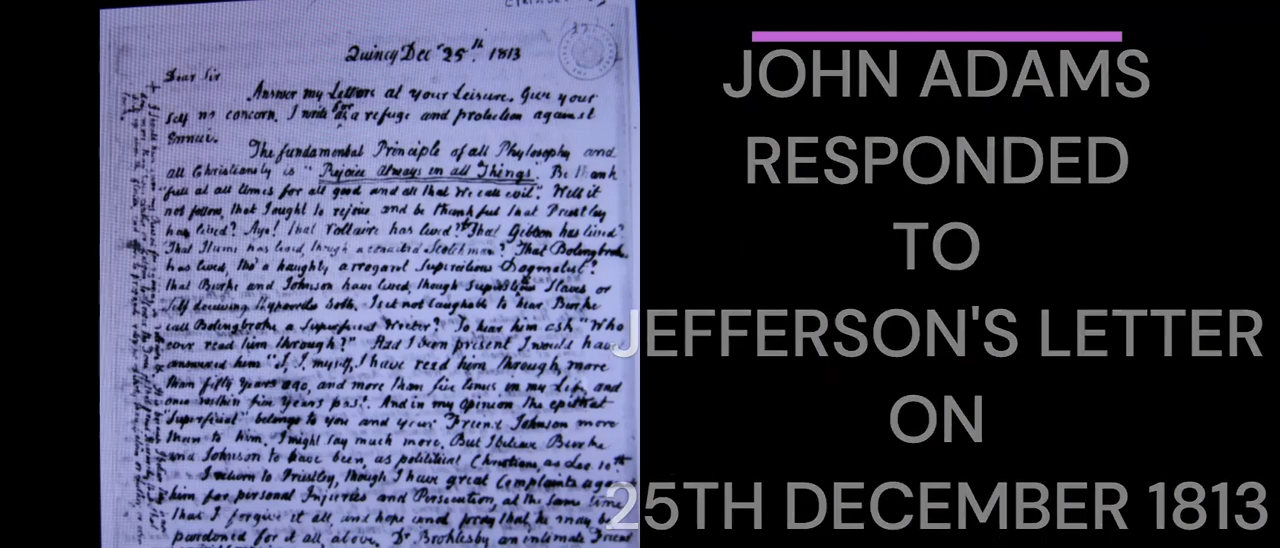 Quincy Dec 25.th 1813
Dear Sir
Answer my Letters at your Leisure. Give your
self no concern. I write for as a refuge and protection against
Ennui.
The fundamental Principle of all Phylosophy and
all Christianity is "Rejoice Always in all Things". Be thank
full at all times for all good and all that We call evil". Will it
not follow, that I ought to rejoice and be thankful that Priestley
has lived? Aye! that Voltaire has lived? That Gibbon has lived?
That Hume has lived, though a conceited Scotchman? That Bolingbroke
has lived, tho' a haughty arrogant Supercilious Dogmatist?
that Burke and Johnson have lived, though Superstitious Slaves or
self deceiving Hypocrites both. Is it not laughable to hear Burke
call Bolingbroke a Superficial Writer? To hear him ask "Who
ever read him through?" Had I been present I would have
answered him "I, I, myself, I have read him through, more
than fifty Years ago, and more than five times in my Life, and
once within five Years past. And in my opinion the epithet
"Superficial" belongs to you and your Friend Johnson more
than to him. I might say much more. But I believe Burke
and Johnson to have been, as political Christians, as Leo 10th
I return to Priestley, though I have great Complaints against
him for personal Injuries and Persecution, at the same time
that I forgive it all, and hope and pray that he may be
pardoned for it all, above. Dr Brocklesby an intimate Friend
JOHN ADAMS
RESPONDED
TO
JEFFERSON'S LETTER
ON
25TH DECEMBER 1813